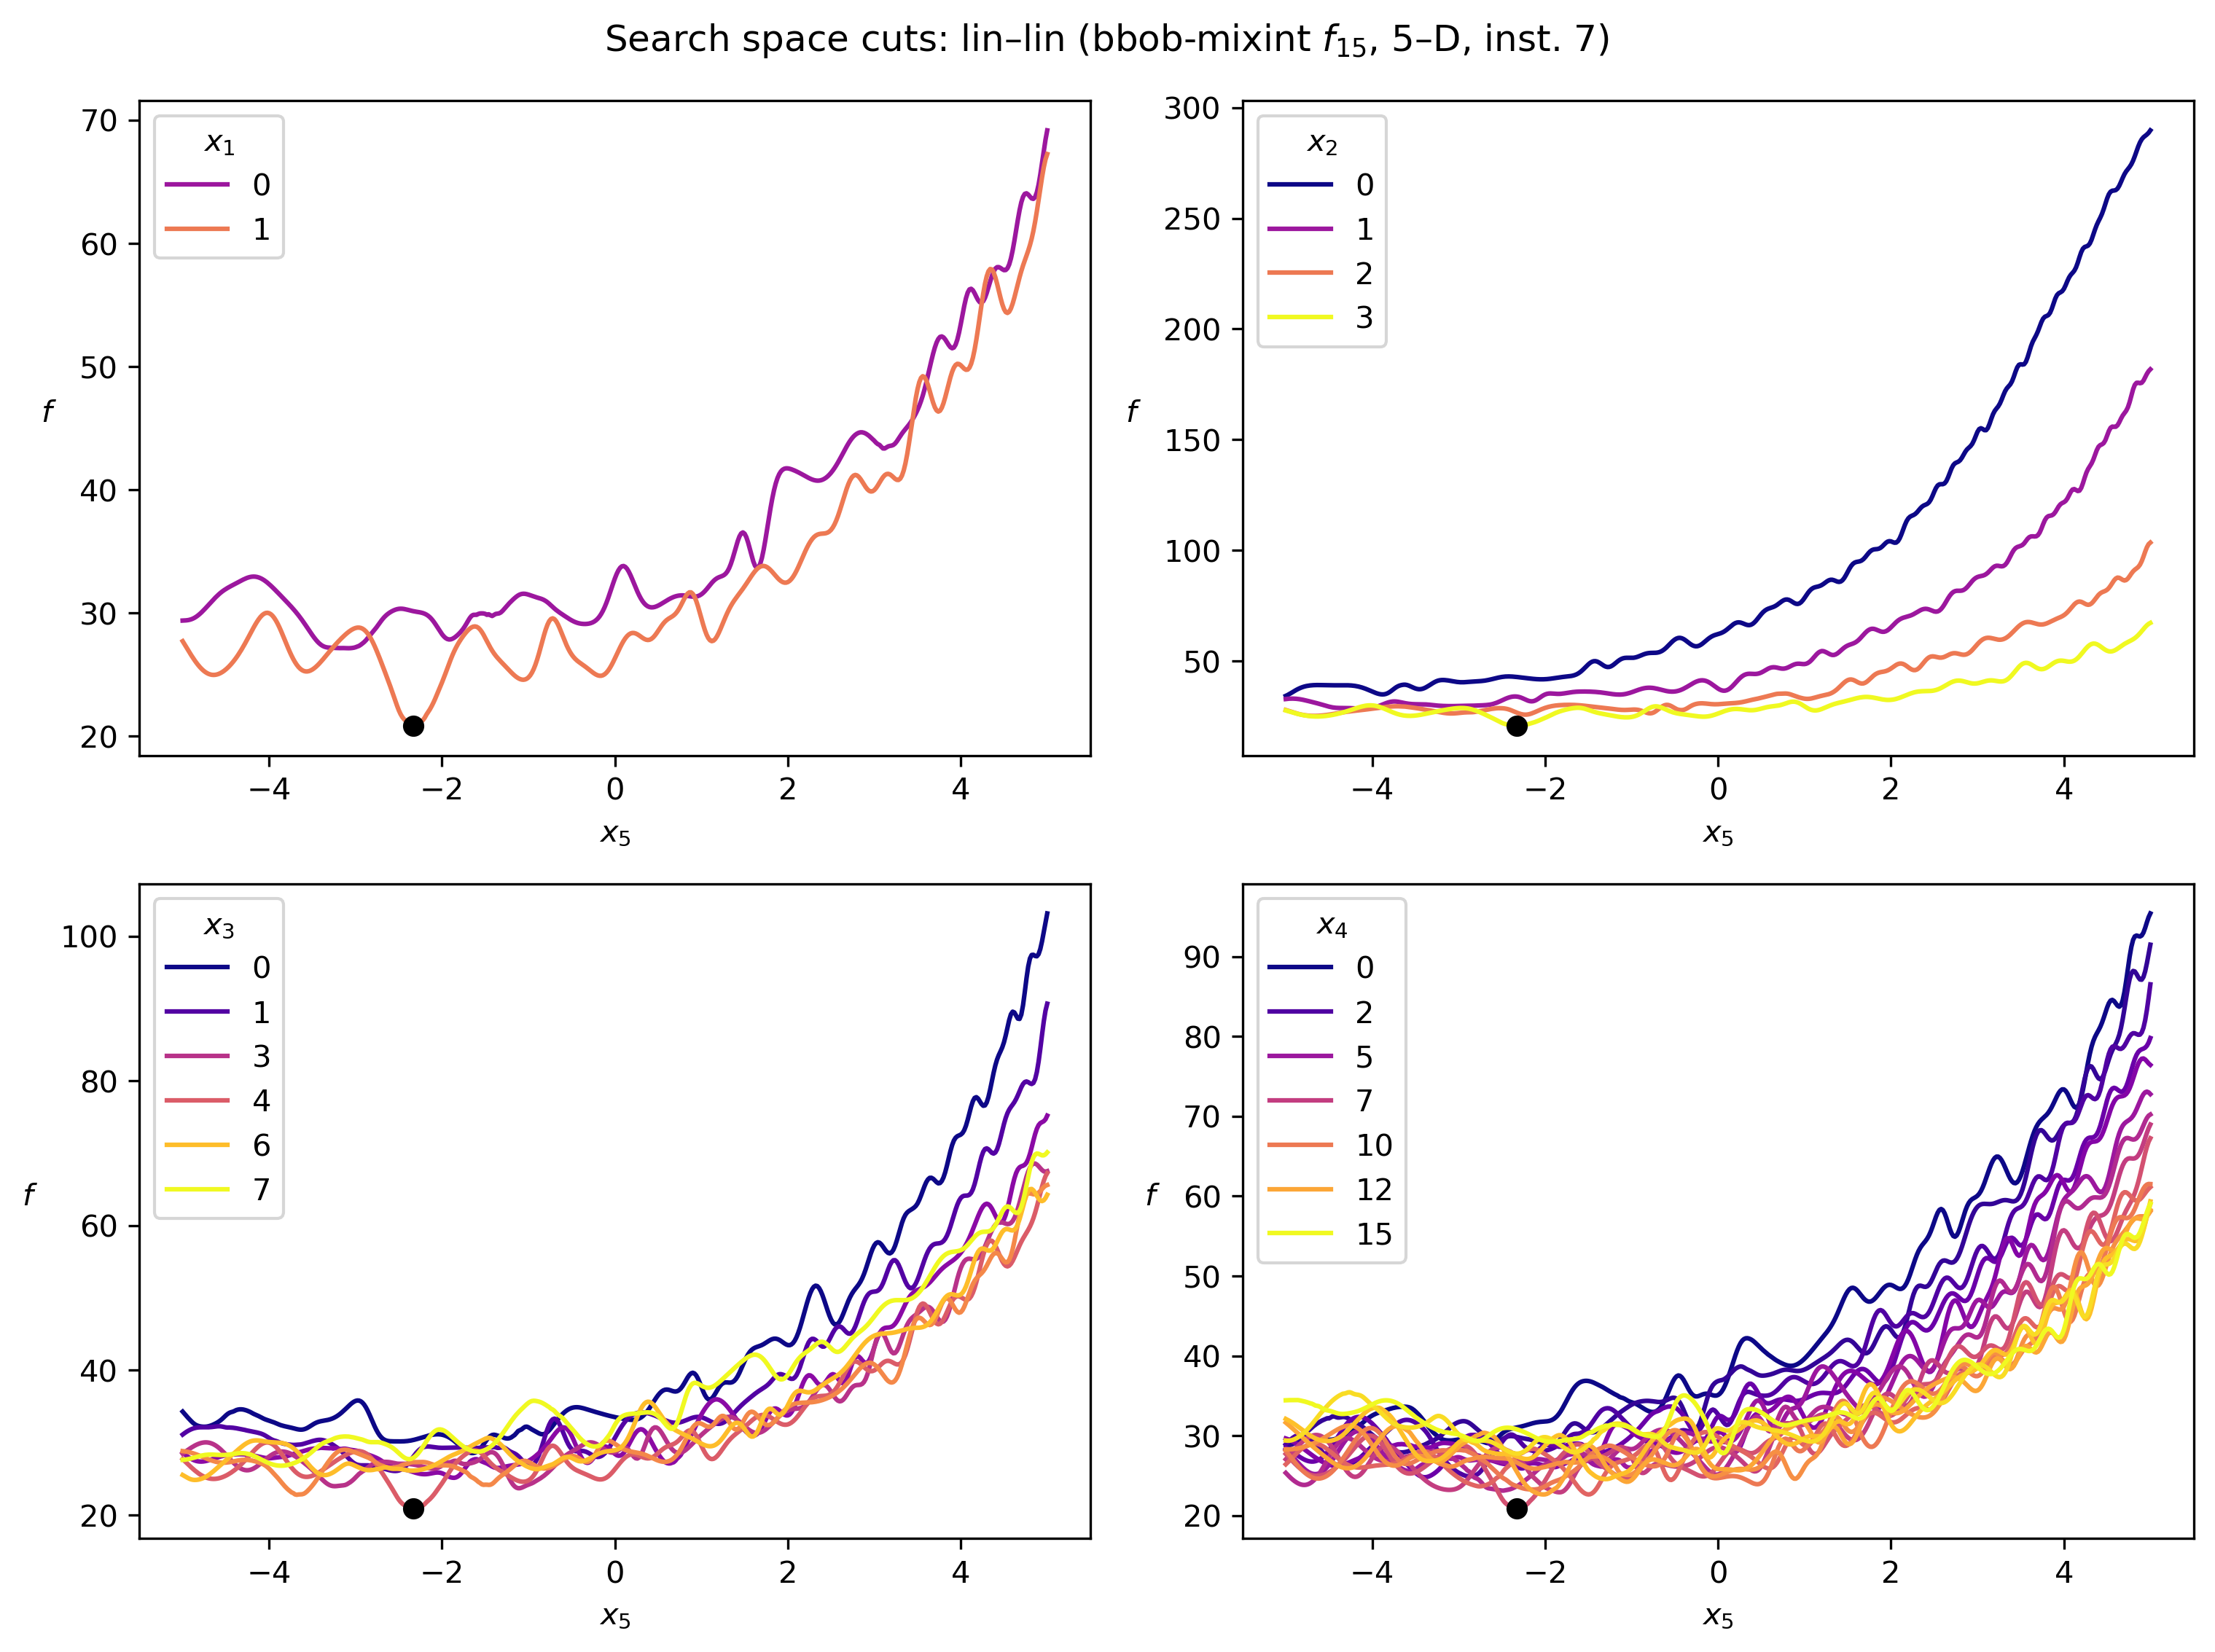 Search space cuts: lin–lin (bbob-mixint f₁₅, 5–D, inst. 7)
x₁
0
1
70
60
50
40
30
20
f
−4 −2 0 2 4
x₅
x₂
0
1
2
3
300
250
200
150
100
50
f
−4 −2 0 2 4
x₅
x₃
0
1
3
4
6
7
100
80
60
40
20
f
−4 −2 0 2 4
x₅
x₄
0
2
5
7
10
12
15
90
80
70
60
50
40
30
20
f
−4 −2 0 2 4
x₅